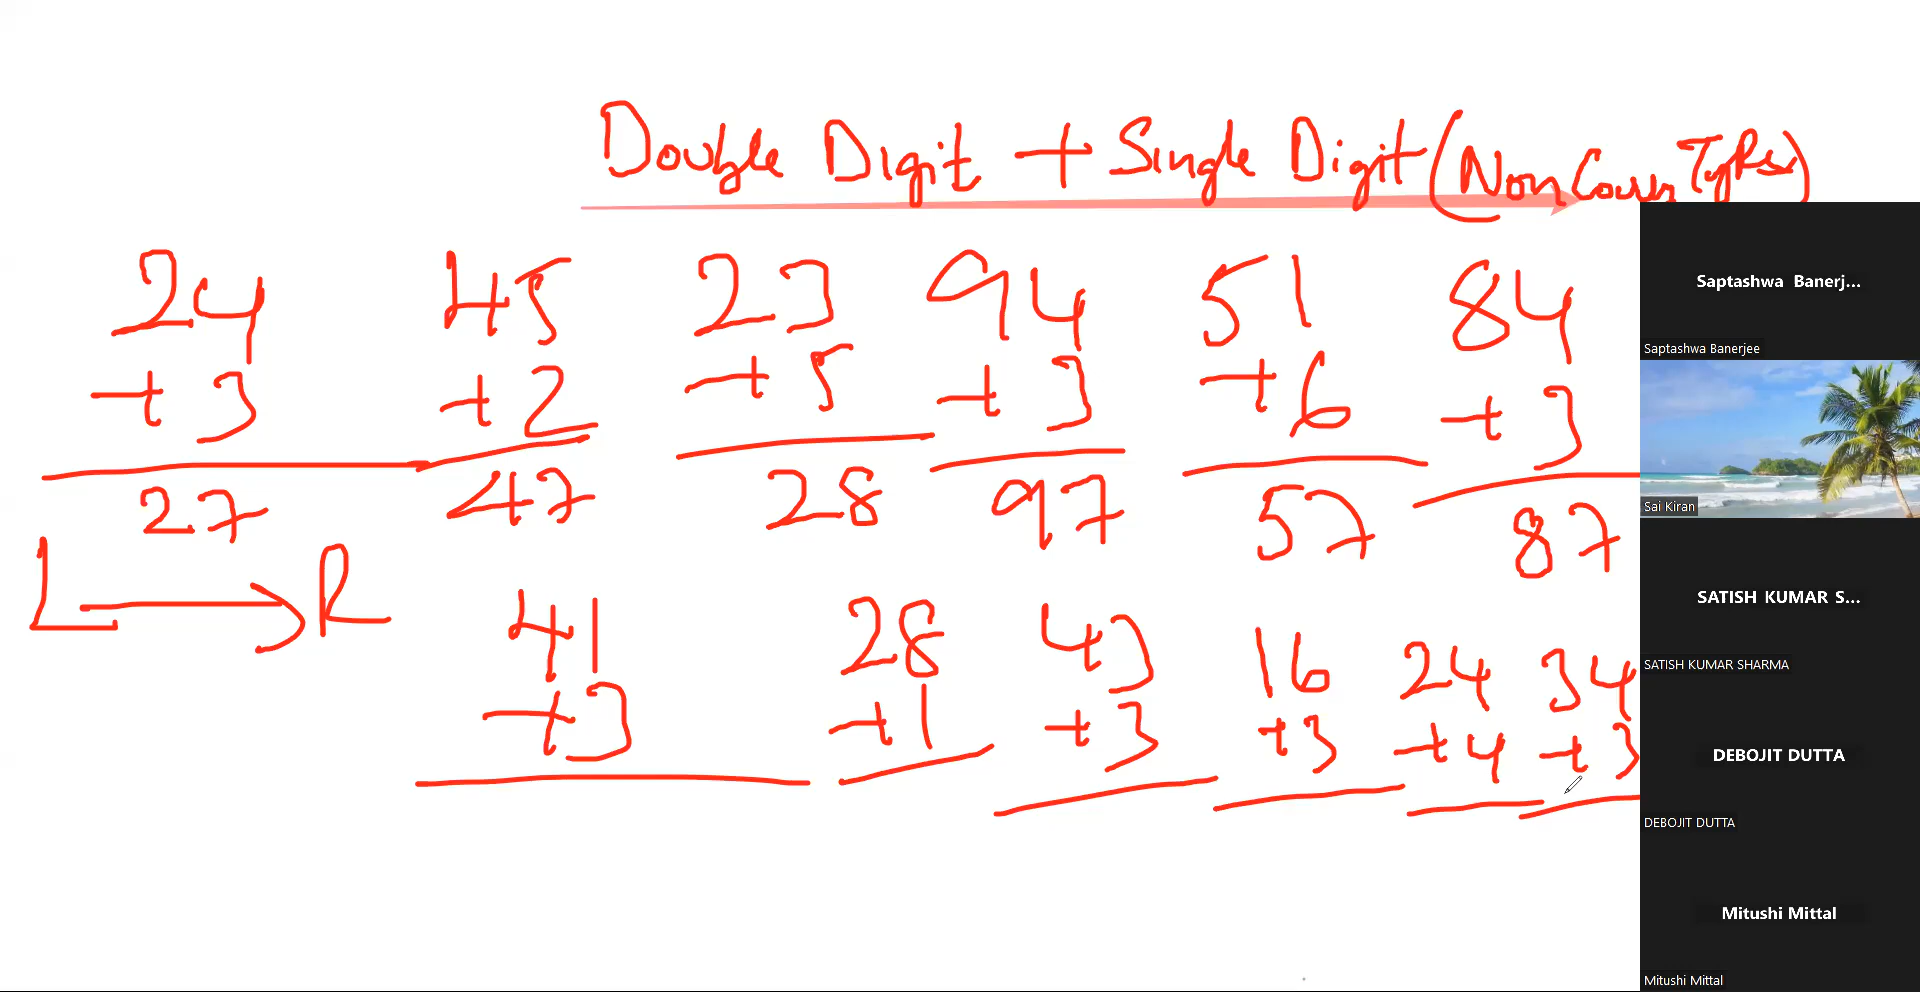 Double Digit + Single Digit (Non Types)
24 45 23 94 51 84
+3 +2 +5 +3 +6 +3
27 47 28 97 57 87
L → R
41 28 43 16 24 34
+3 +1 +3 +3 +4 +3
Saptashwa Banerj...
Saptashwa Banerjee
Sai Kiran
SATISH KUMAR S...
SATISH KUMAR SHARMA
DEBOJIT DUTTA
DEBOJIT DUTTA
Mitushi Mittal
Mitushi Mittal